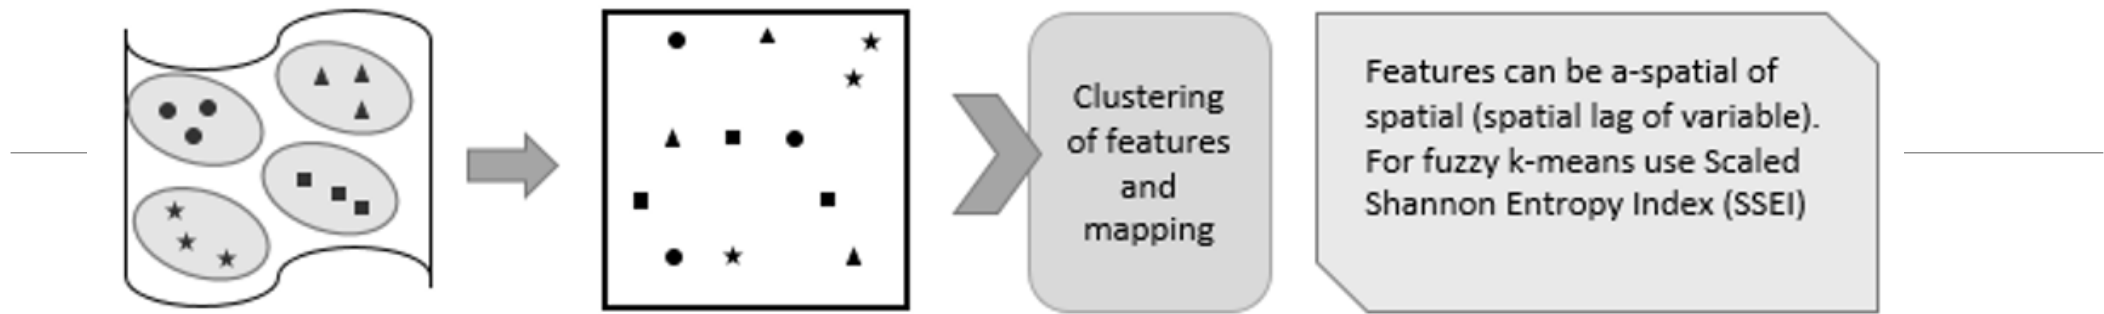 Clustering
of features
and
mapping
Features can be a-spatial of
spatial (spatial lag of variable).
For fuzzy k-means use Scaled
Shannon Entropy Index (SSEI)